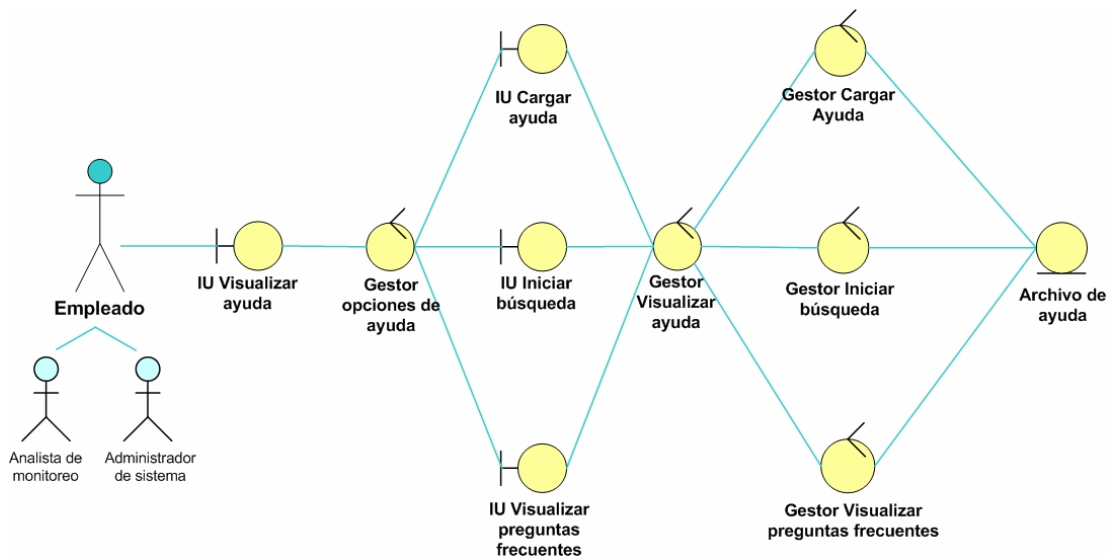 IU Cargar
ayuda
Gestor Cargar
Ayuda
Empleado
IU Visualizar
ayuda
Gestor
opciones de
ayuda
IU Iniciar
búsqueda
Gestor
Visualizar
ayuda
Gestor Iniciar
búsqueda
Archivo de
ayuda
Analista de
monitoreo
Administrador
de sistema
IU Visualizar
preguntas
frecuentes
Gestor Visualizar
preguntas frecuentes